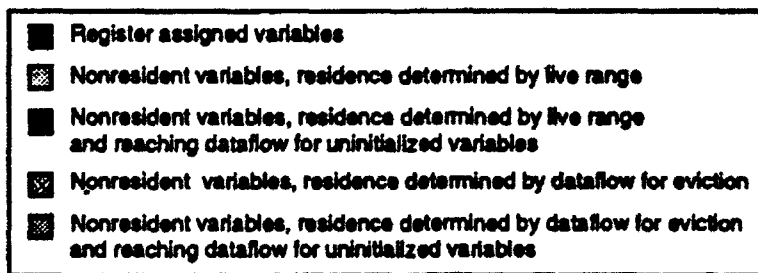 Register assigned variables
Nonresident variables, residence determined by live range
Nonresident variables, residence determined by live range
and reaching dataflow for uninitialized variables
Nonresident variables, residence determined by dataflow for eviction
Nonresident variables, residence determined by dataflow for eviction
and reaching dataflow for uninitialized variables